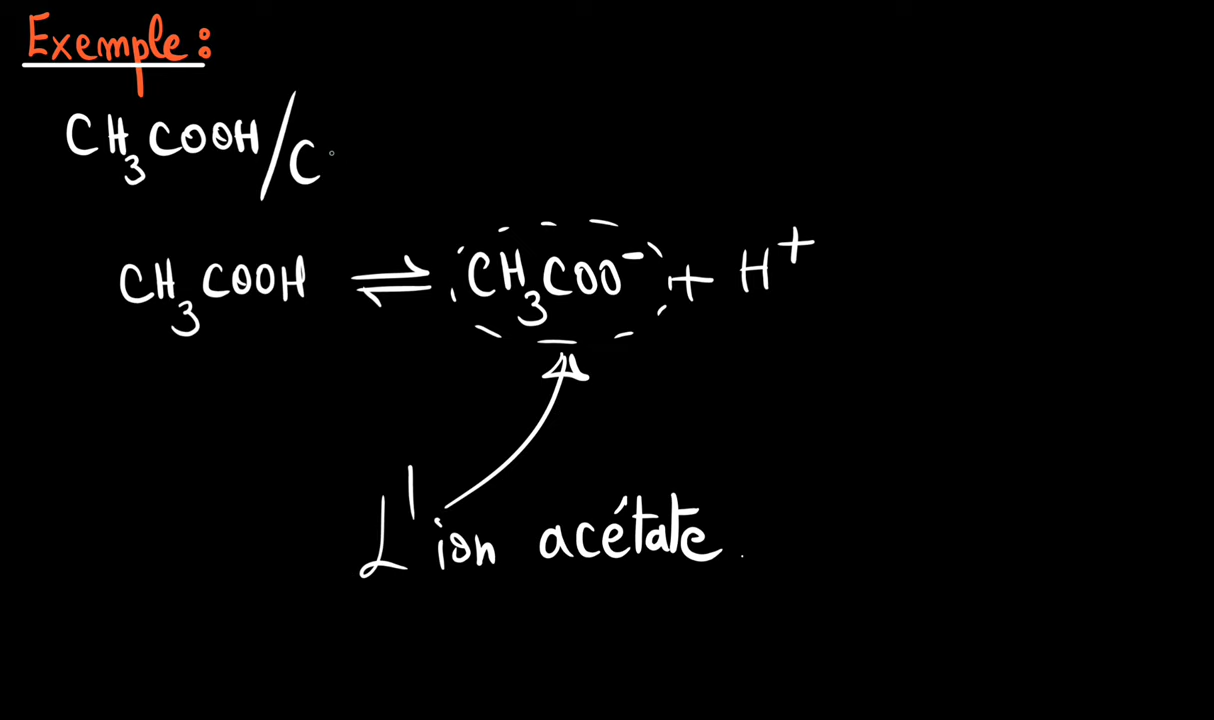 Exemple :
CH₃COOH/C
CH₃COOH ⇌ CH₃COO⁻ + H⁺
L'ion acétate.